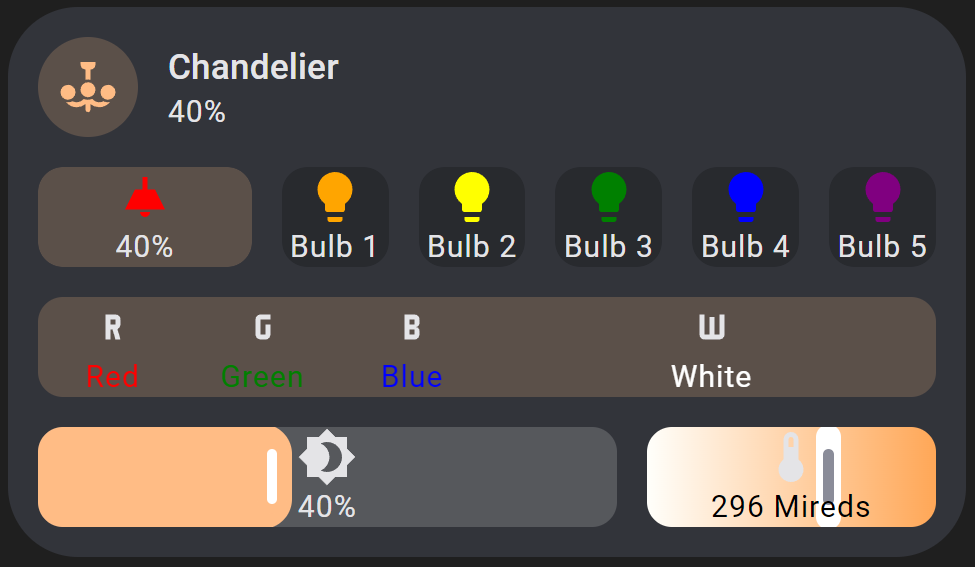 Chandelier
40%
40% Bulb 1 Bulb 2 Bulb 3 Bulb 4 Bulb 5
R G B W
Red Green Blue White
40% 296 Mireds